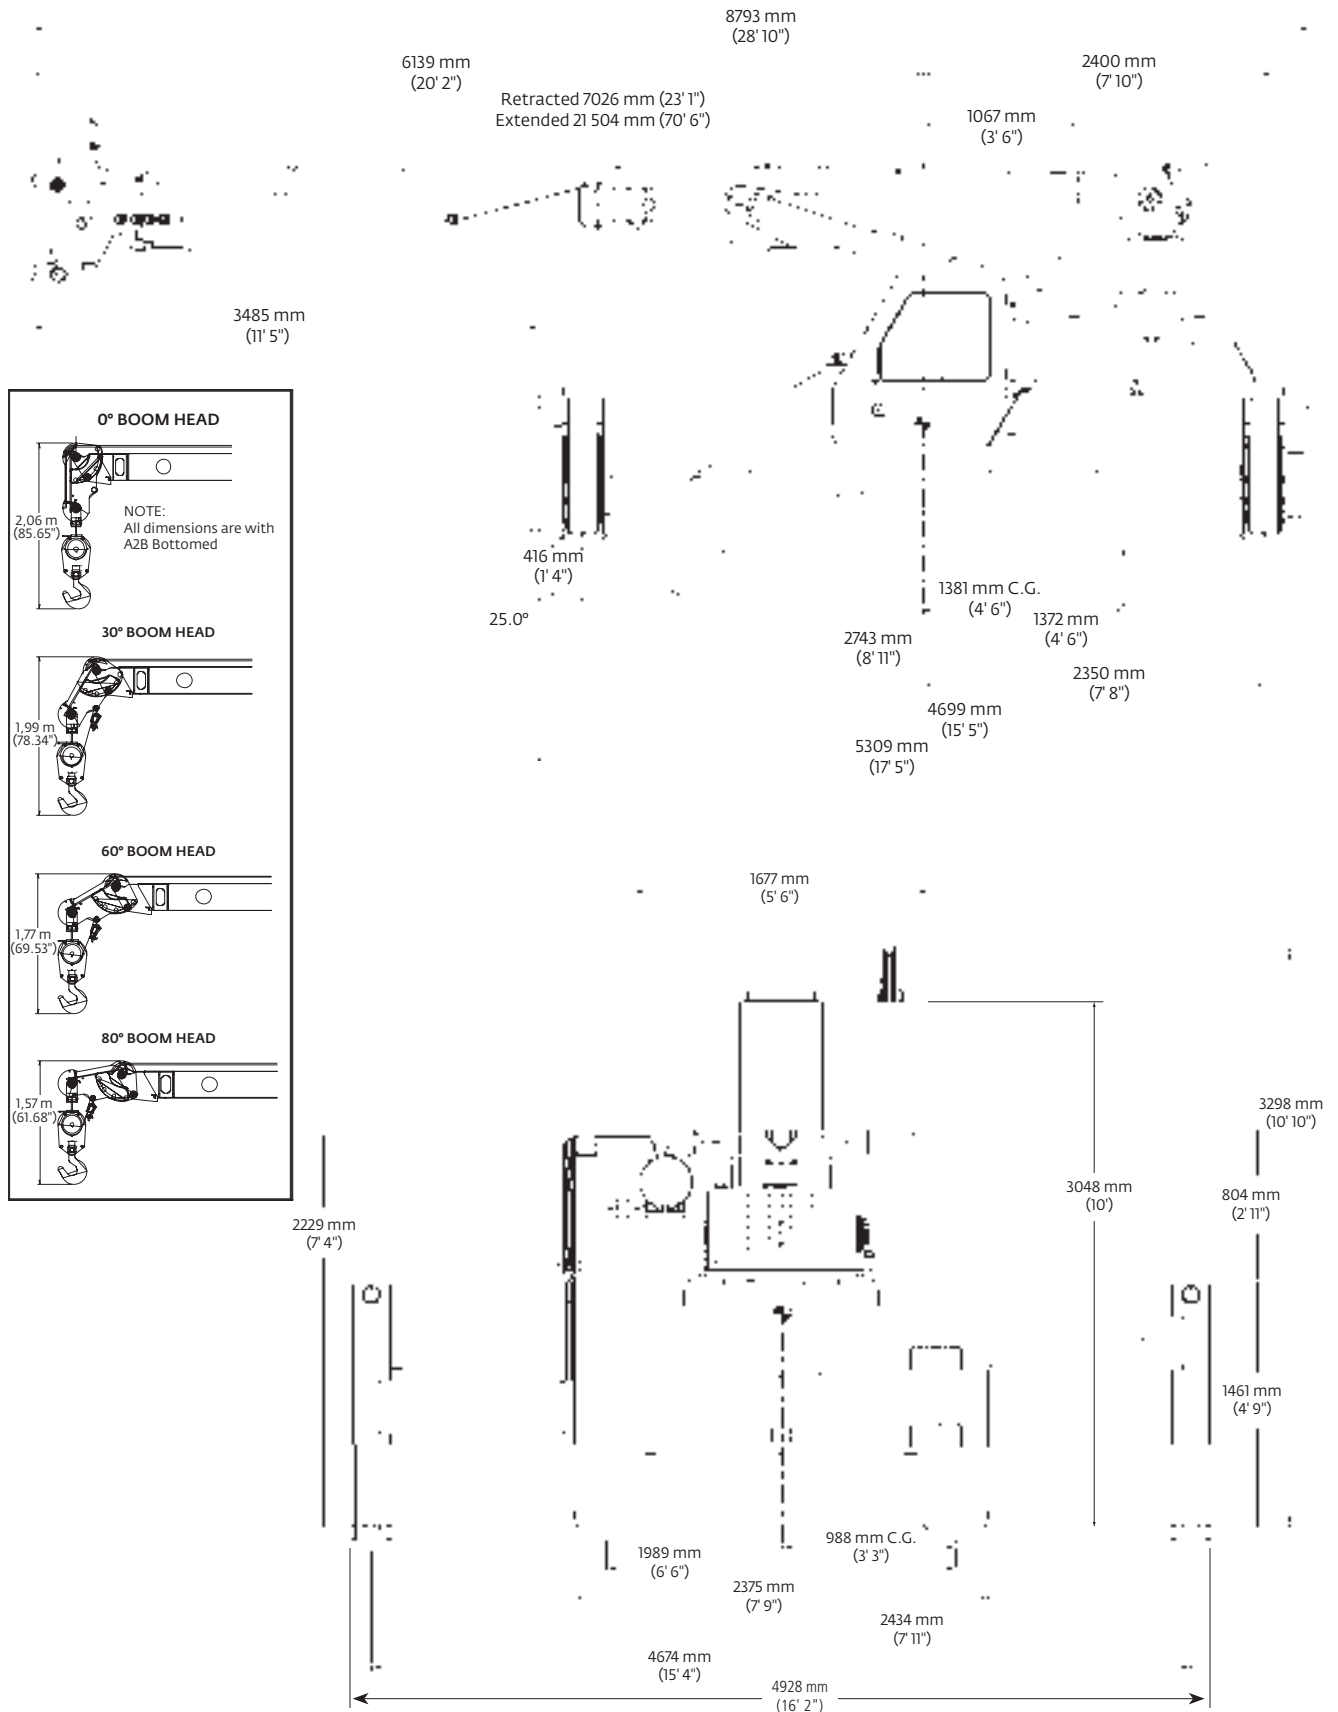 8793 mm
(28' 10")
6139 mm
(20' 2")
2400 mm
(7' 10")
Retracted 7026 mm (23' 1")
Extended 21 504 mm (70' 6")
1067 mm
(3' 6")
3485 mm
(11' 5")
416 mm
(1' 4")
25.0°
1381 mm C.G.
(4' 6")
1372 mm
(4' 6")
2743 mm
(8' 11")
2350 mm
(7' 8")
4699 mm
(15' 5")
5309 mm
(17' 5")
0° BOOM HEAD
2,06 m
(85.65")
NOTE:
All dimensions are with
A2B Bottomed
30° BOOM HEAD
1,99 m
(78.34")
60° BOOM HEAD
1,77 m
(69.53")
80° BOOM HEAD
1,57 m
(61.68")
1677 mm
(5' 6")
3298 mm
(10' 10")
3048 mm
(10')
804 mm
(2' 11")
2229 mm
(7' 4")
1461 mm
(4' 9")
988 mm C.G.
(3' 3")
1989 mm
(6' 6")
2375 mm
(7' 9")
2434 mm
(7' 11")
4674 mm
(15' 4")
4928 mm
(16' 2")